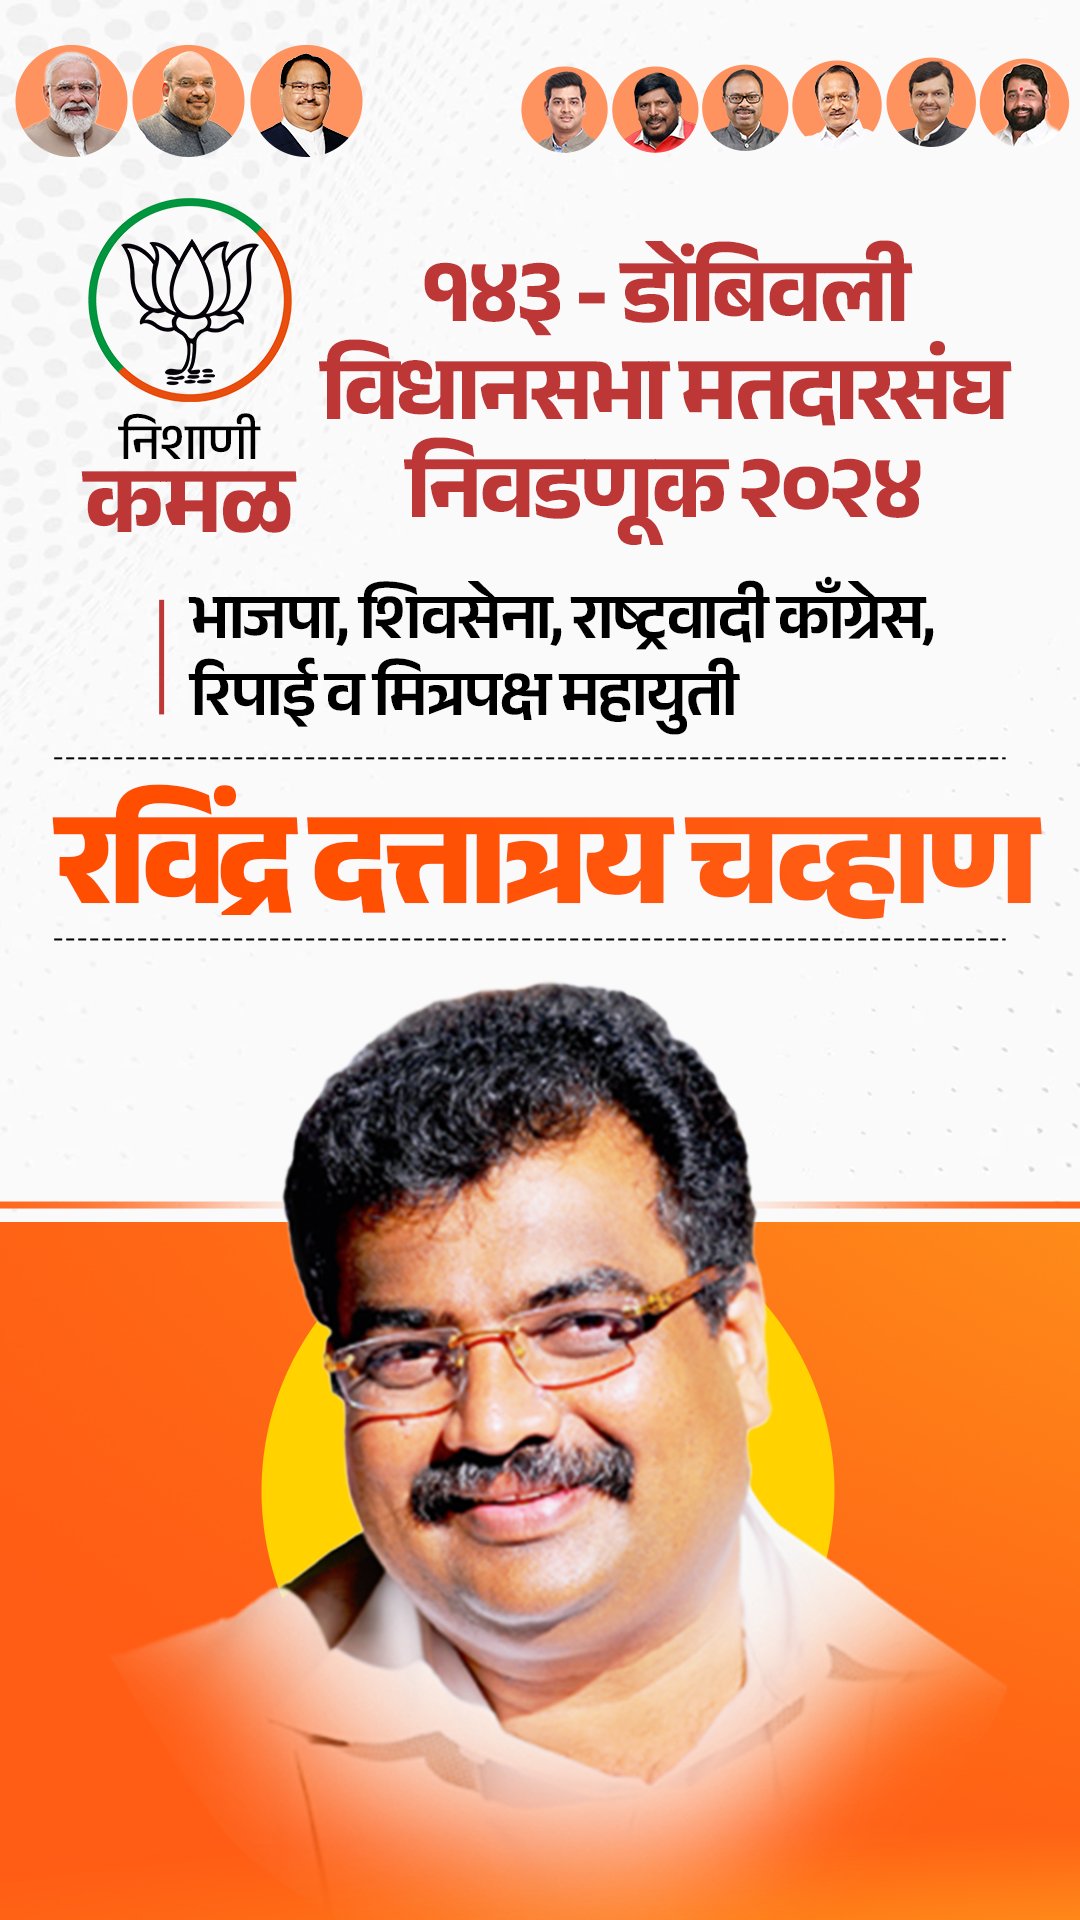 निशाणी
कमळ
१४३ - डोंबिवली
विधानसभा मतदारसंघ
निवडणूक २०२४
भाजपा, शिवसेना, राष्ट्रवादी काँग्रेस,
रिपाई व मित्रपक्ष महायुती
रविंद्र दत्तात्रय चव्हाण